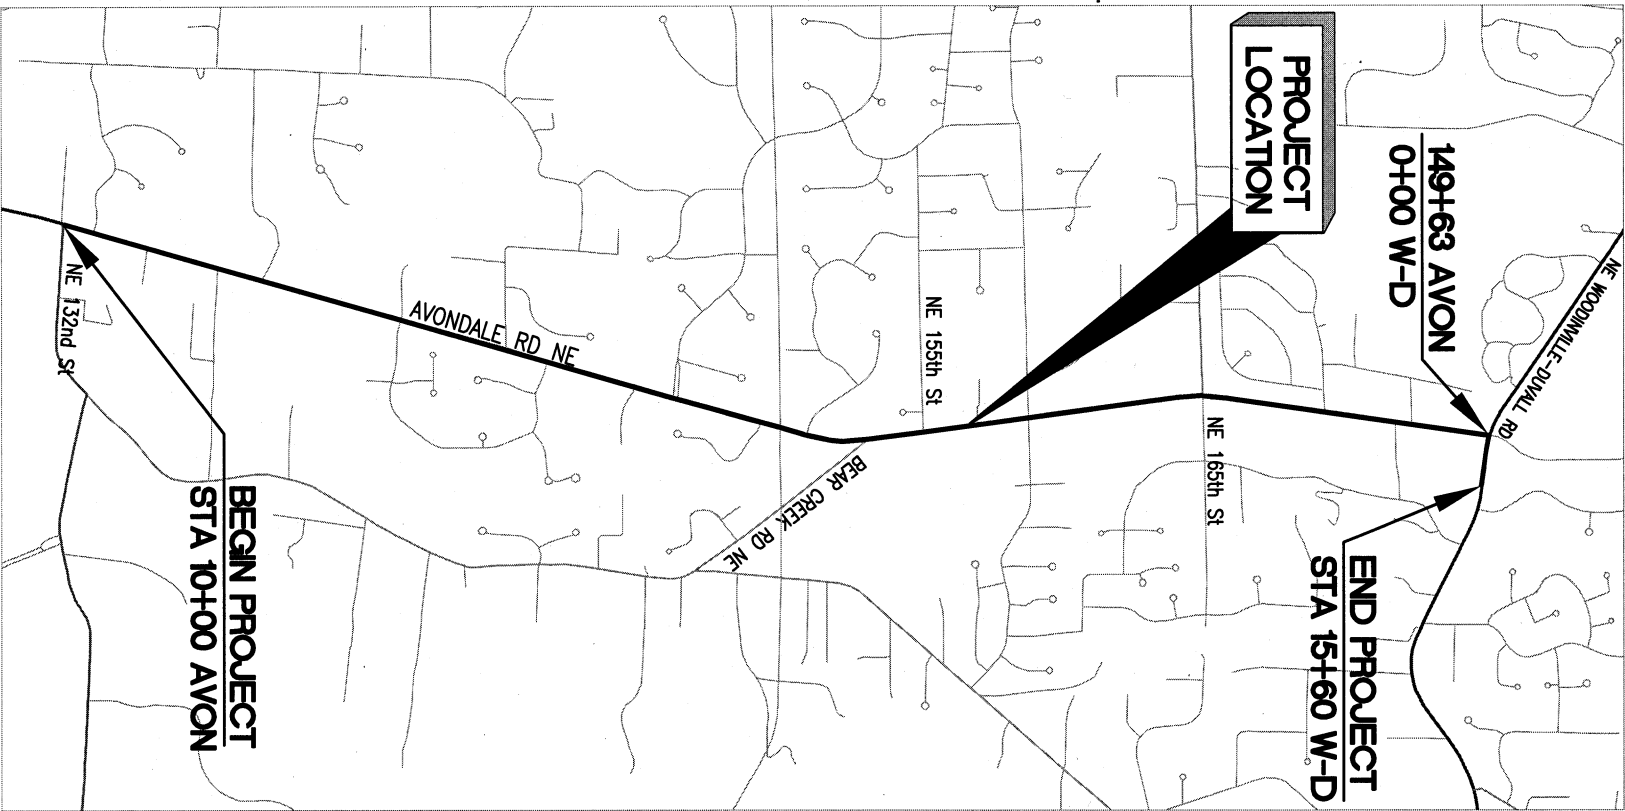 PROJECT
LOCATION
149+63 AVON
0+00 W-D
NE WOODINVILLE-DUVALL RD
NE 132nd St
AVONDALE RD NE
NE 155th St
NE 165th St
BEAR CREEK RD NE
BEGIN PROJECT
STA 10+00 AVON
END PROJECT
STA 15+60 W-D